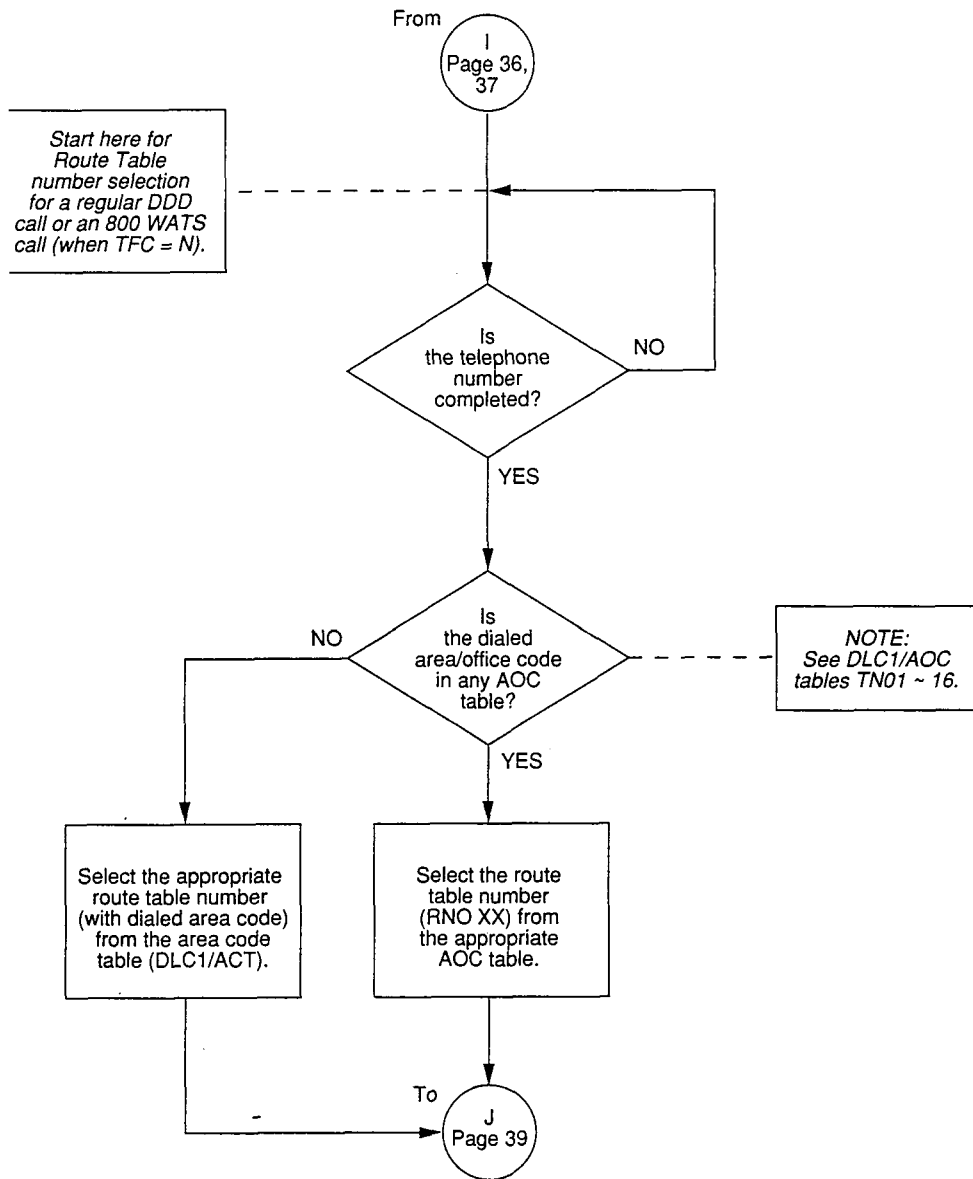 From
I
Page 36,
37
Start here for
Route Table
number selection
for a regular DDD
call or an 800 WATS
call (when TFC = N).
Is
the telephone
number
completed?
NO
YES
Is
the dialed
area/office code
in any AOC
table?
NO
YES
NOTE:
See DLC1/AOC
tables TN01 ~ 16.
Select the appropriate
route table number
(with dialed area code)
from the area code
table (DLC1/ACT).
Select the route
table number
(RNO XX) from
the appropriate
AOC table.
To
J
Page 39